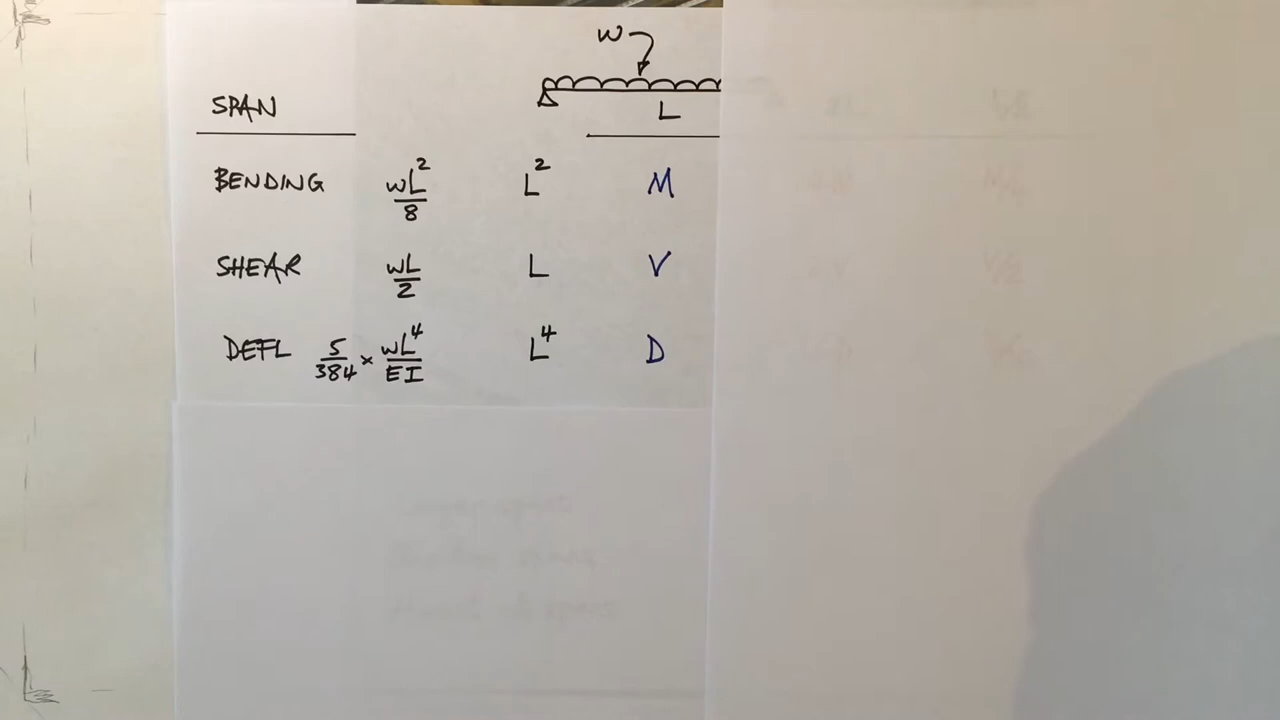 w
SPAN
L
BENDING wL²/8 L² M
SHEAR wL/2 L V
DEFL 5/384 × wL⁴/EI L⁴ D